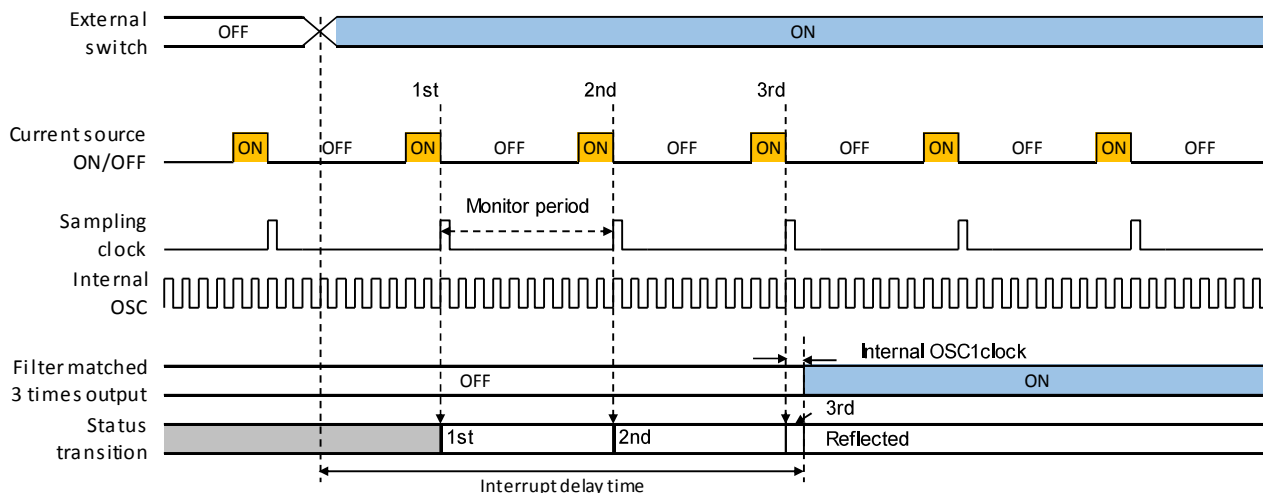 External
switch
OFF
ON
1st
2nd
3rd
Current source
ON/OFF
ON
OFF
ON
OFF
ON
OFF
ON
OFF
ON
OFF
ON
OFF
Sampling
clock
Monitor period
Internal
OSC
Filter matched
3 times output
OFF
Internal OSC1clock
ON
Status
transition
1st
2nd
3rd
Reflected
Interrupt delay time